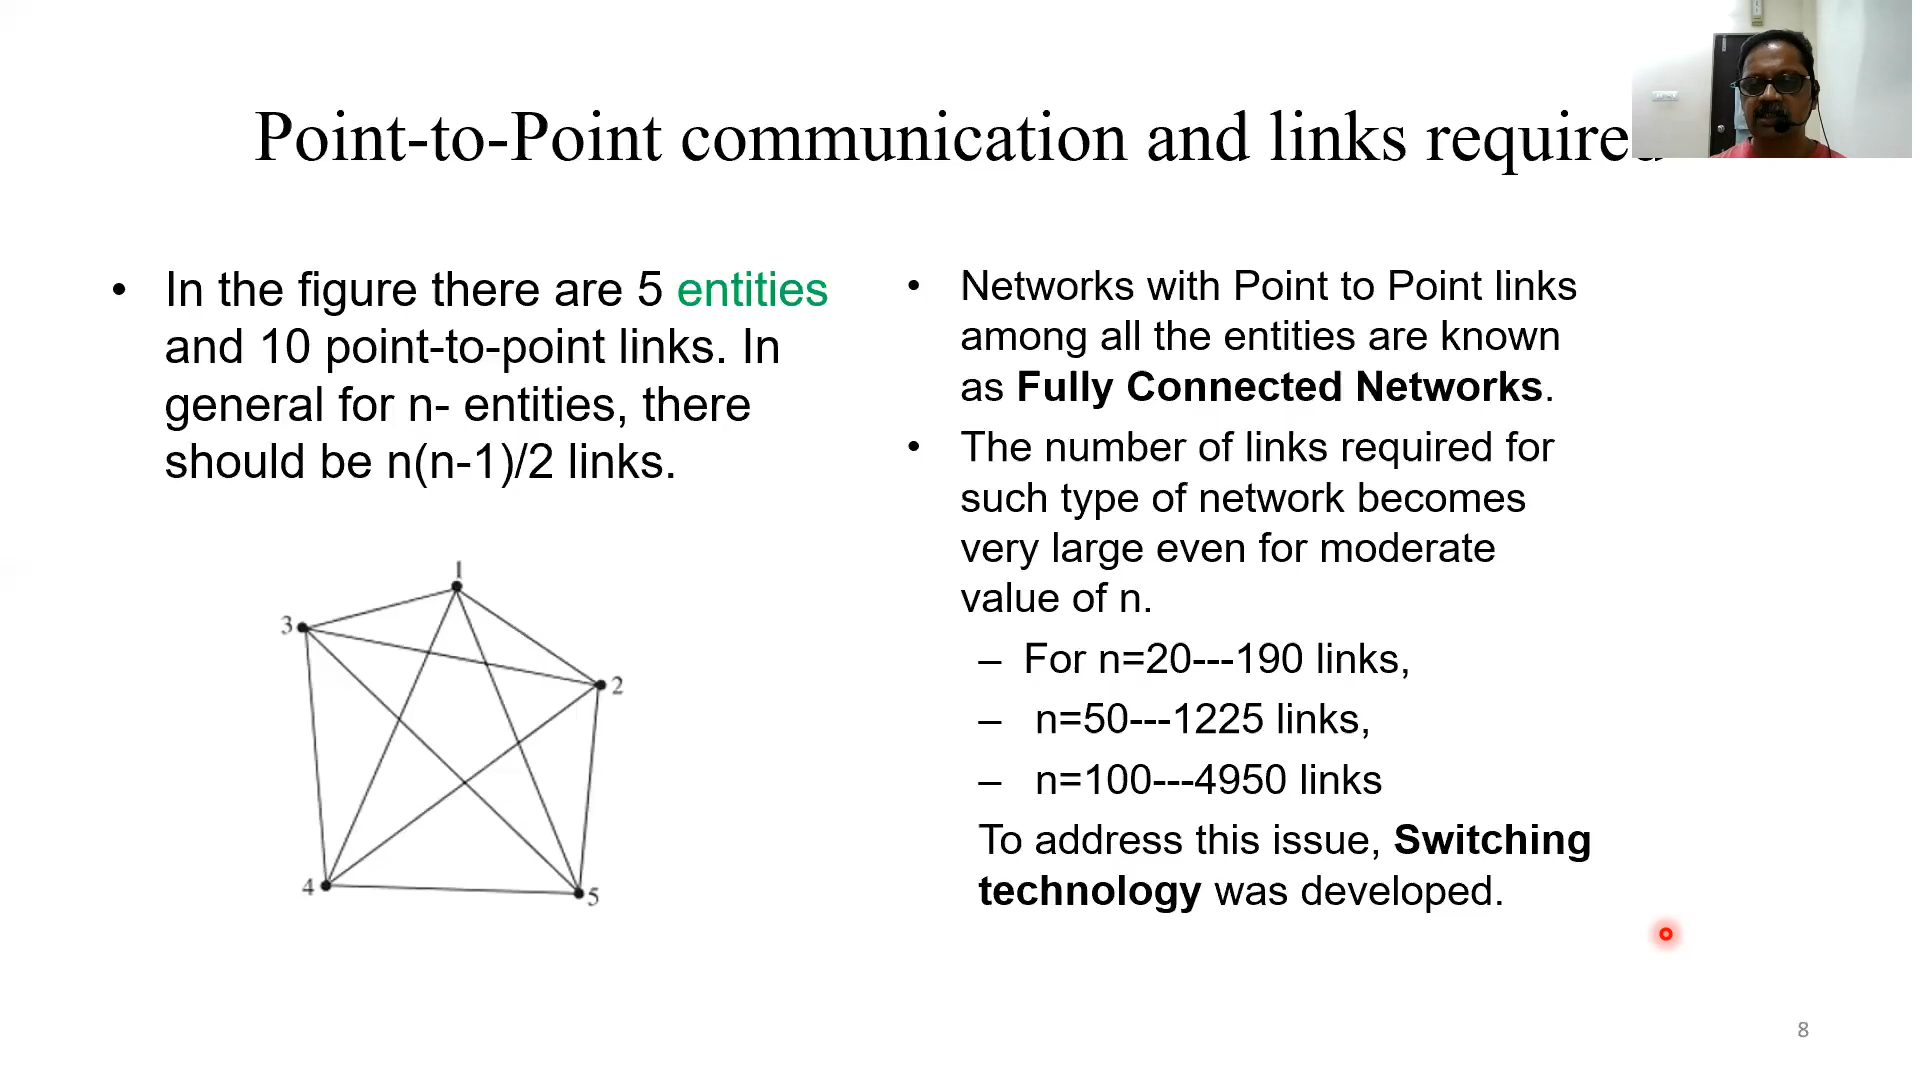 Point-to-Point communication and links required
• In the figure there are 5 entities
and 10 point-to-point links. In
general for n- entities, there
should be n(n-1)/2 links.
1
3
2
4
5
• Networks with Point to Point links
among all the entities are known
as Fully Connected Networks.
• The number of links required for
such type of network becomes
very large even for moderate
value of n.
– For n=20---190 links,
– n=50---1225 links,
– n=100---4950 links
To address this issue, Switching
technology was developed.
8